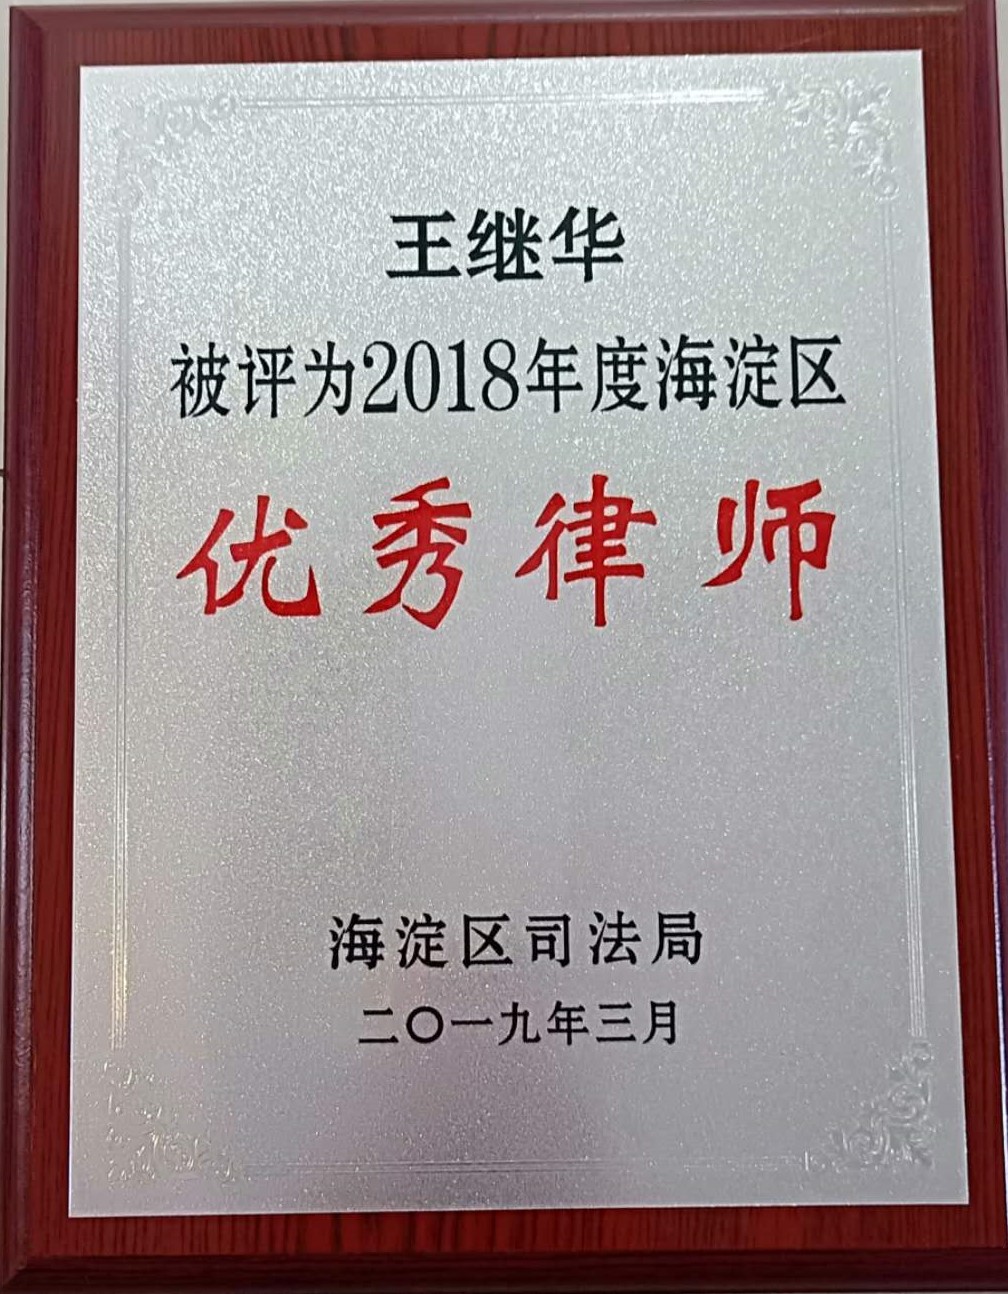 王继华
被评为2018年度海淀区
优秀律师
海淀区司法局
二〇一九年三月